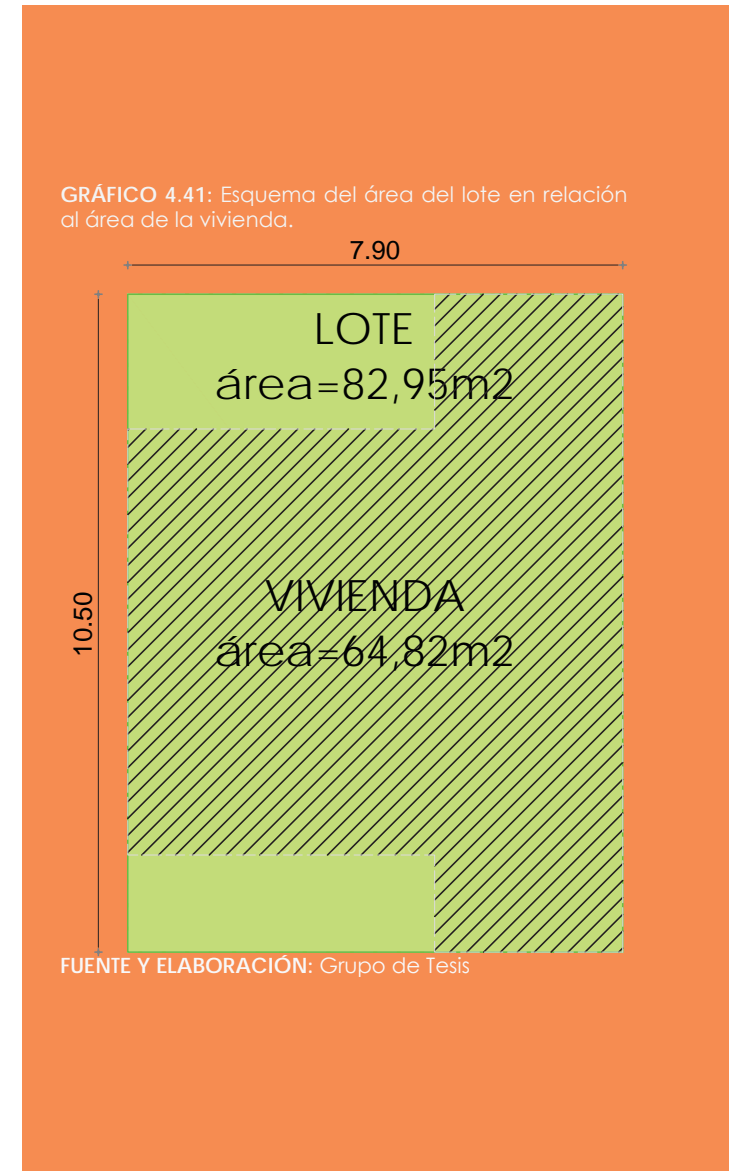 GRÁFICO 4.41: Esquema del área del lote en relación
al área de la vivienda.
7.90
LOTE
área=82,95m2
10.50
VIVIENDA
área=64,82m2
FUENTE Y ELABORACIÓN: Grupo de Tesis